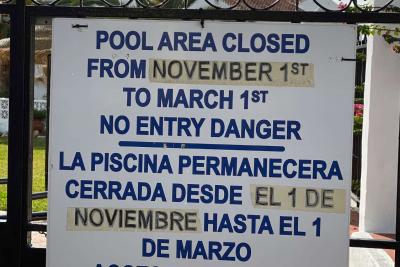 POOL AREA CLOSED
FROM NOVEMBER 1ST
TO MARCH 1ST
NO ENTRY DANGER
LA PISCINA PERMANECERA
CERRADA DESDE EL 1 DE
NOVIEMBRE HASTA EL 1
DE MARZO